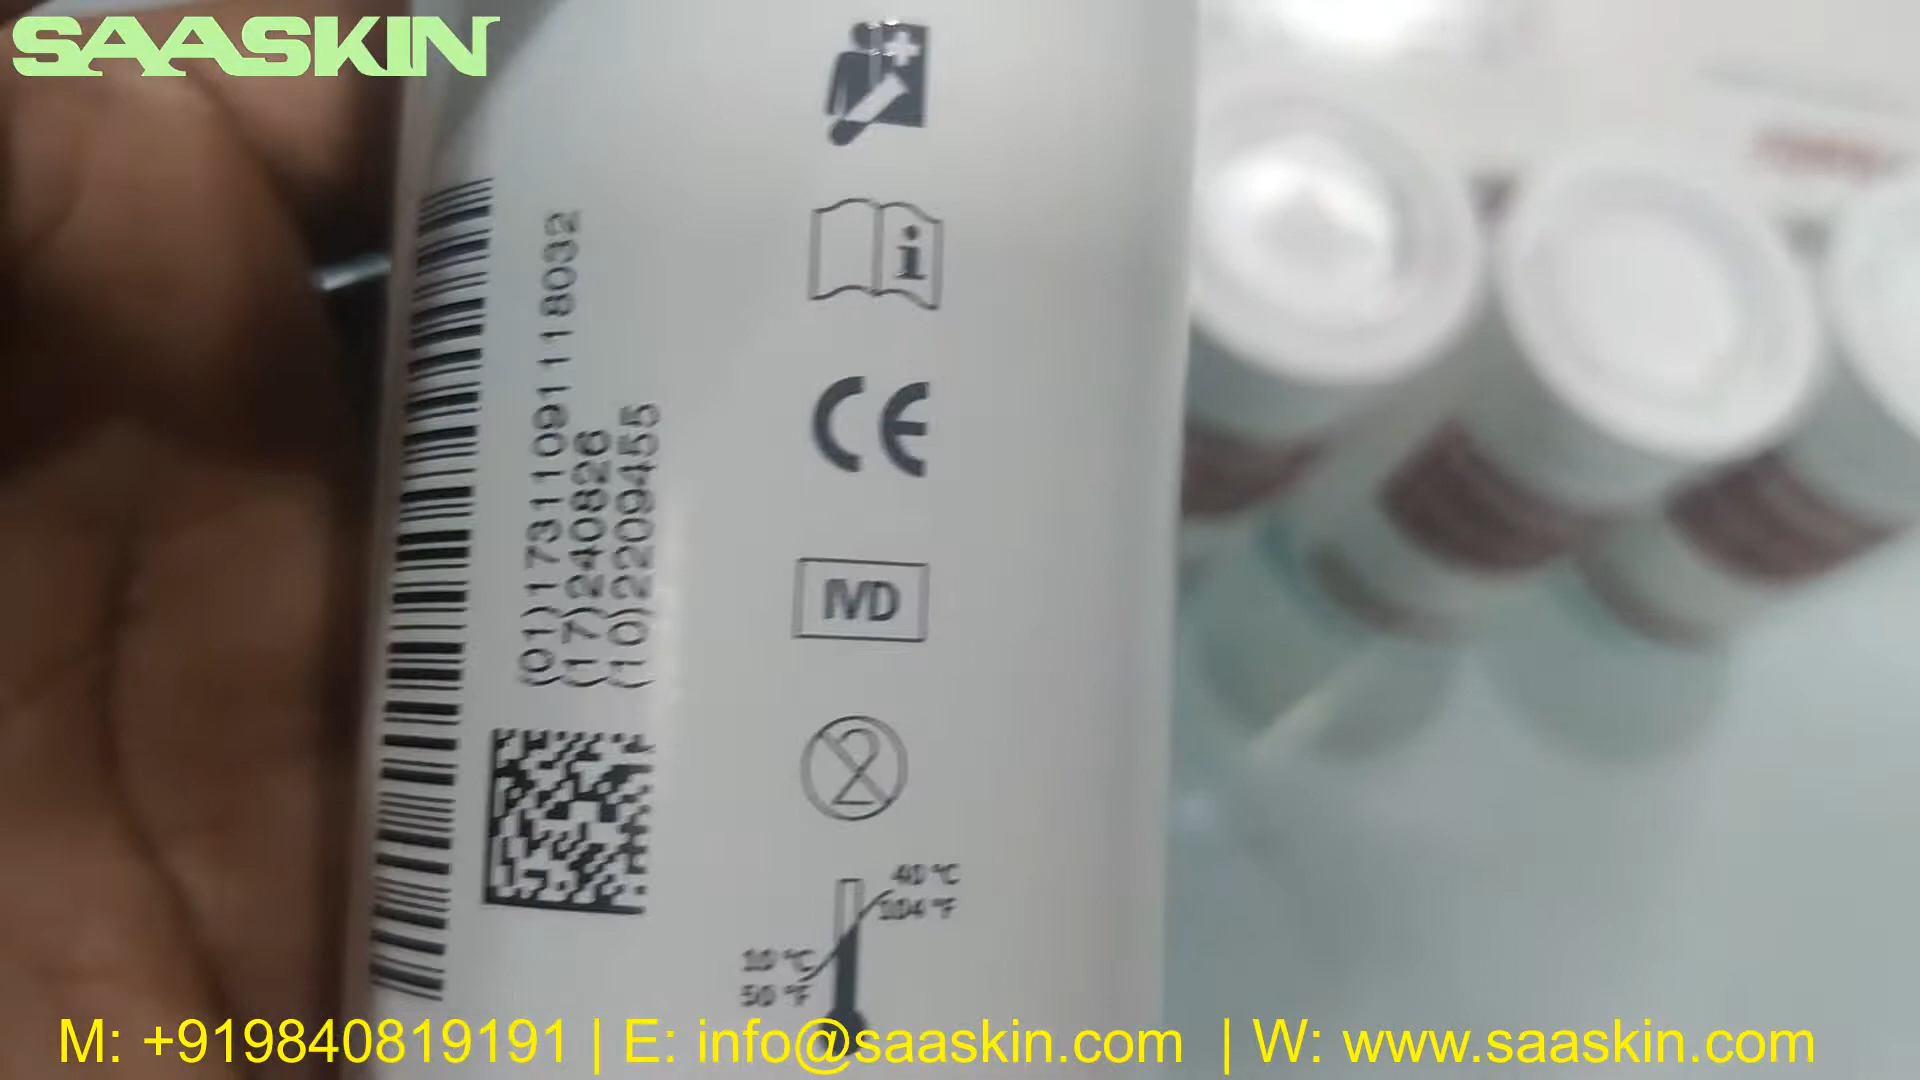 SAASKIN
(01)17311091118032
(17)240826
(10)2209455
i
CE
IVD
2
40 °C
104 °F
10 °C
50 °F
M: +919840819191 | E: info@saaskin.com | W: www.saaskin.com